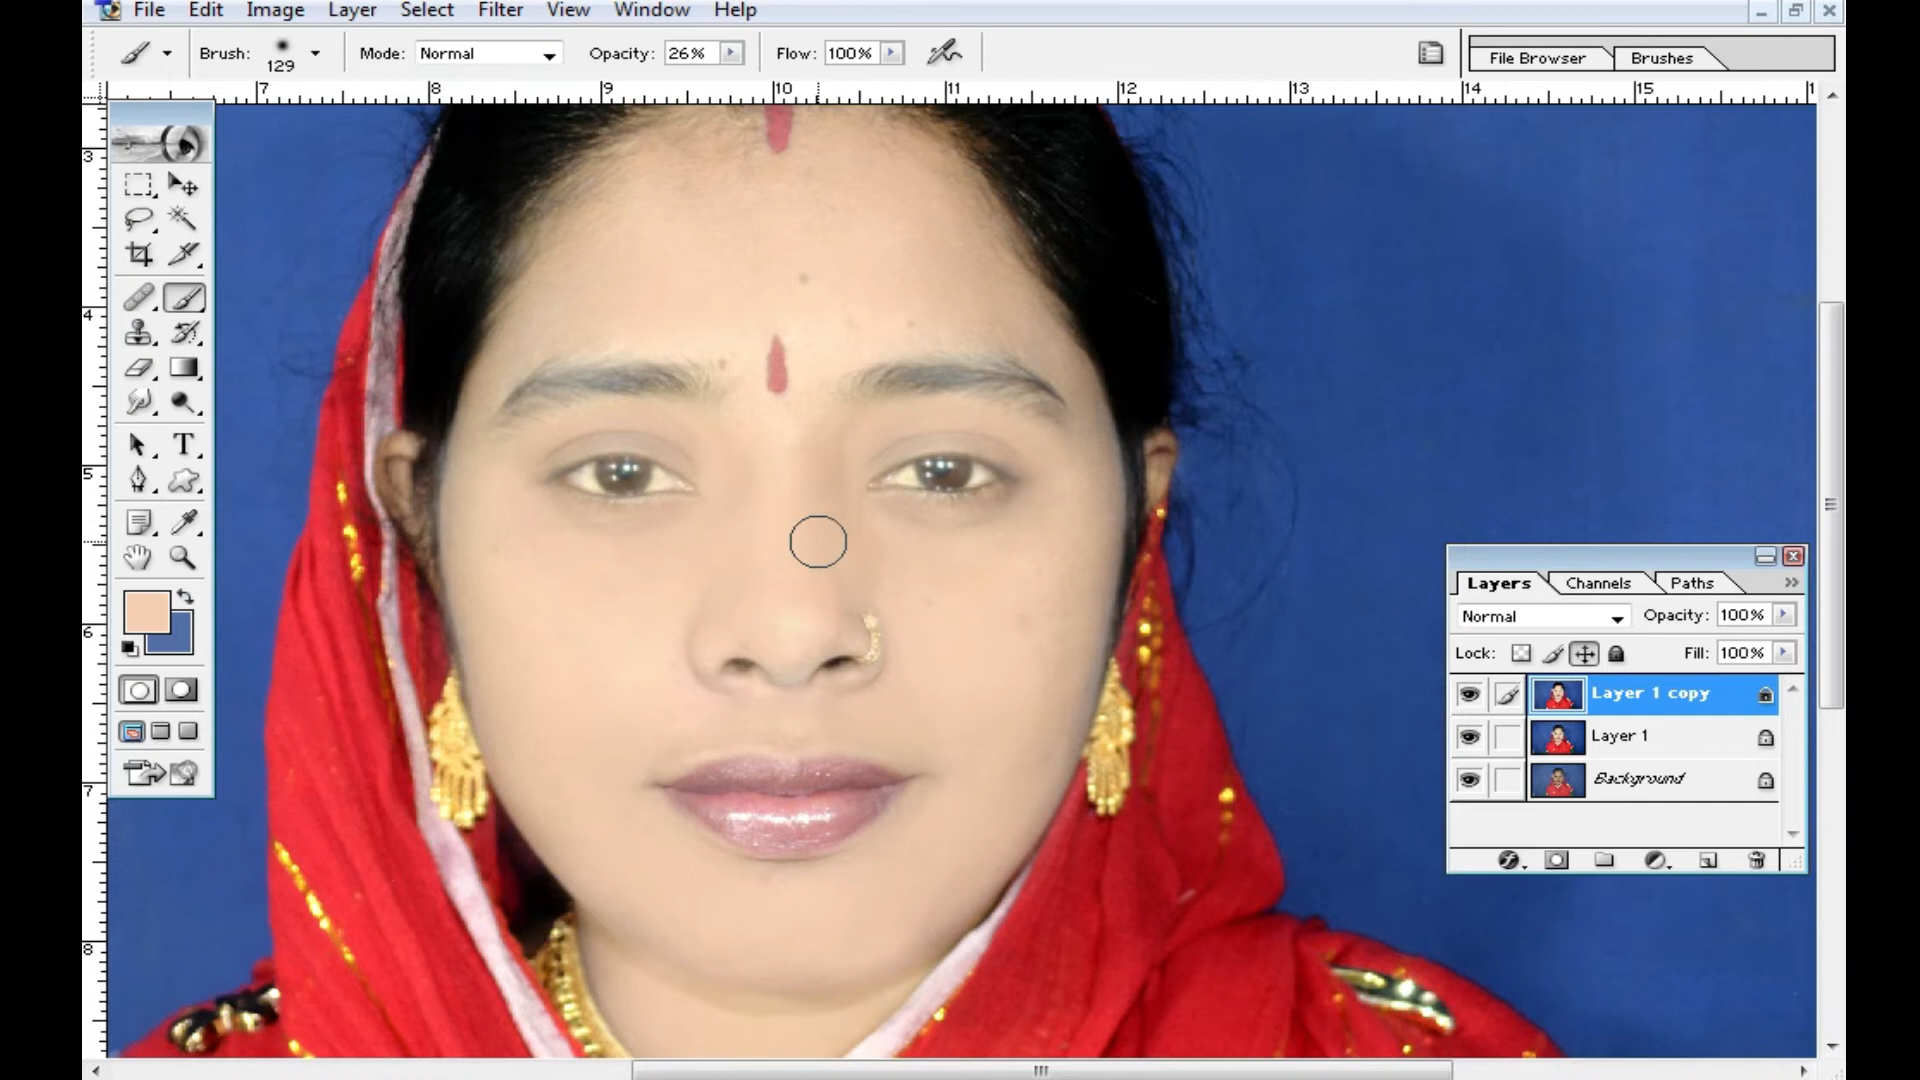 File Edit Image Layer Select Filter View Window Help
Brush: 129 Mode: Normal Opacity: 26% Flow: 100% File Browser Brushes
7 8 9 10 11 12 13 14 15 1
3
4
5
6
7
8
T
Layers Channels Paths
Normal Opacity: 100%
Lock: Fill: 100%
Layer 1 copy
Layer 1
Background